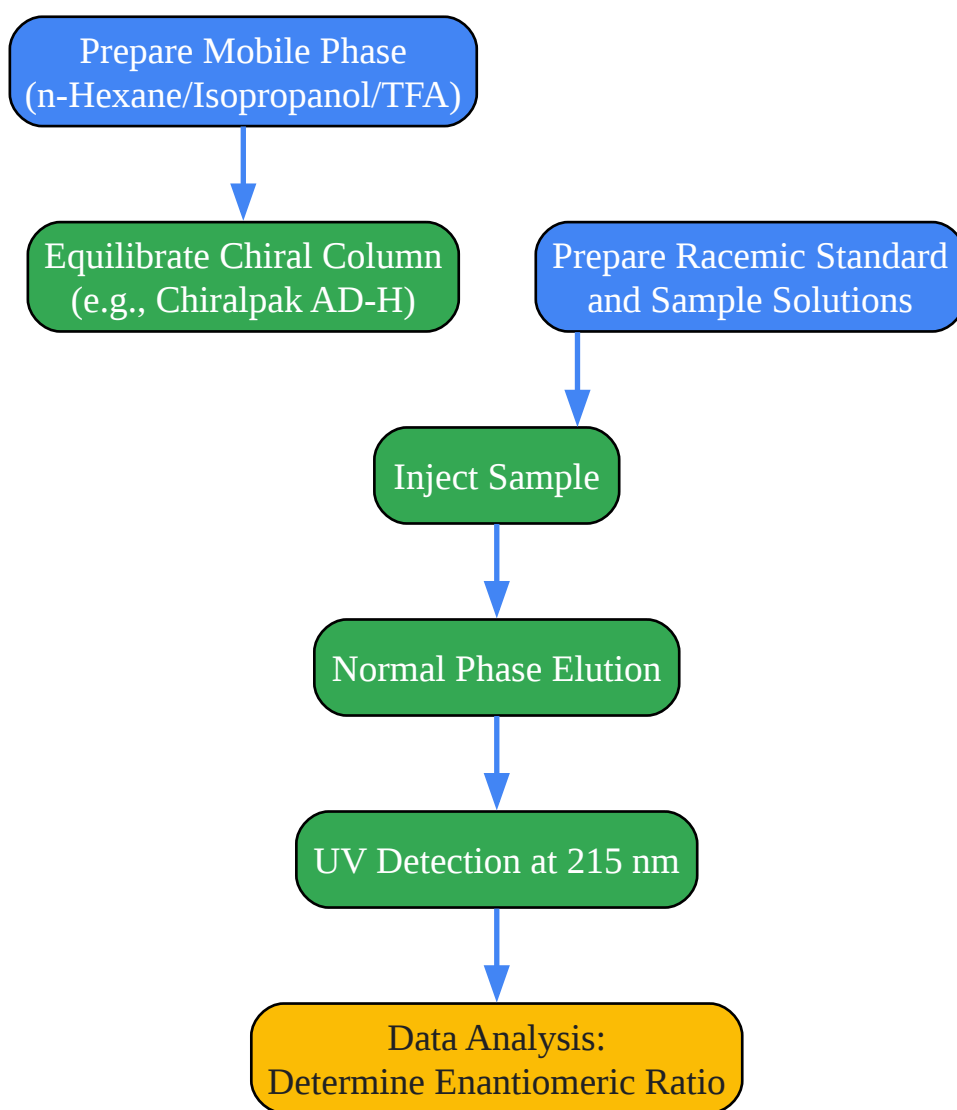 Prepare Mobile Phase
(n-Hexane/Isopropanol/TFA)
Equilibrate Chiral Column
(e.g., Chiralpak AD-H)
Prepare Racemic Standard
and Sample Solutions
Inject Sample
Normal Phase Elution
UV Detection at 215 nm
Data Analysis:
Determine Enantiomeric Ratio